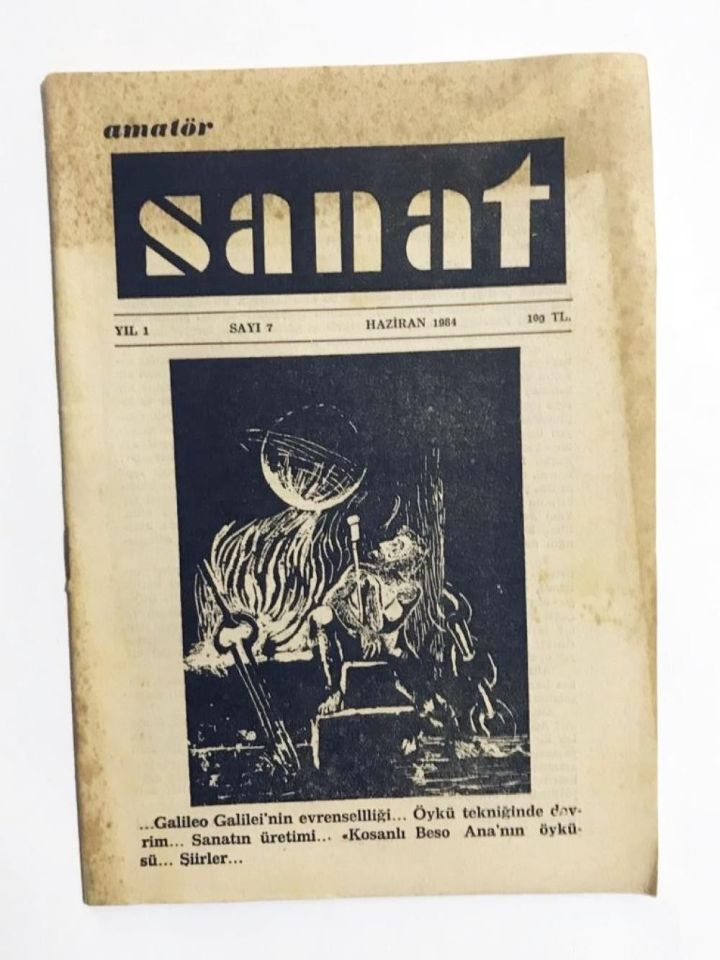 amatör
sanat
YIL 1 SAYI 7 HAZİRAN 1984 100 TL.
...Galileo Galilei'nin evrensellliği... Öykü tekniğinde dev-
rim... Sanatın üretimi... «Kosanlı Beso Ana'nın öykü-
sü... Şiirler...